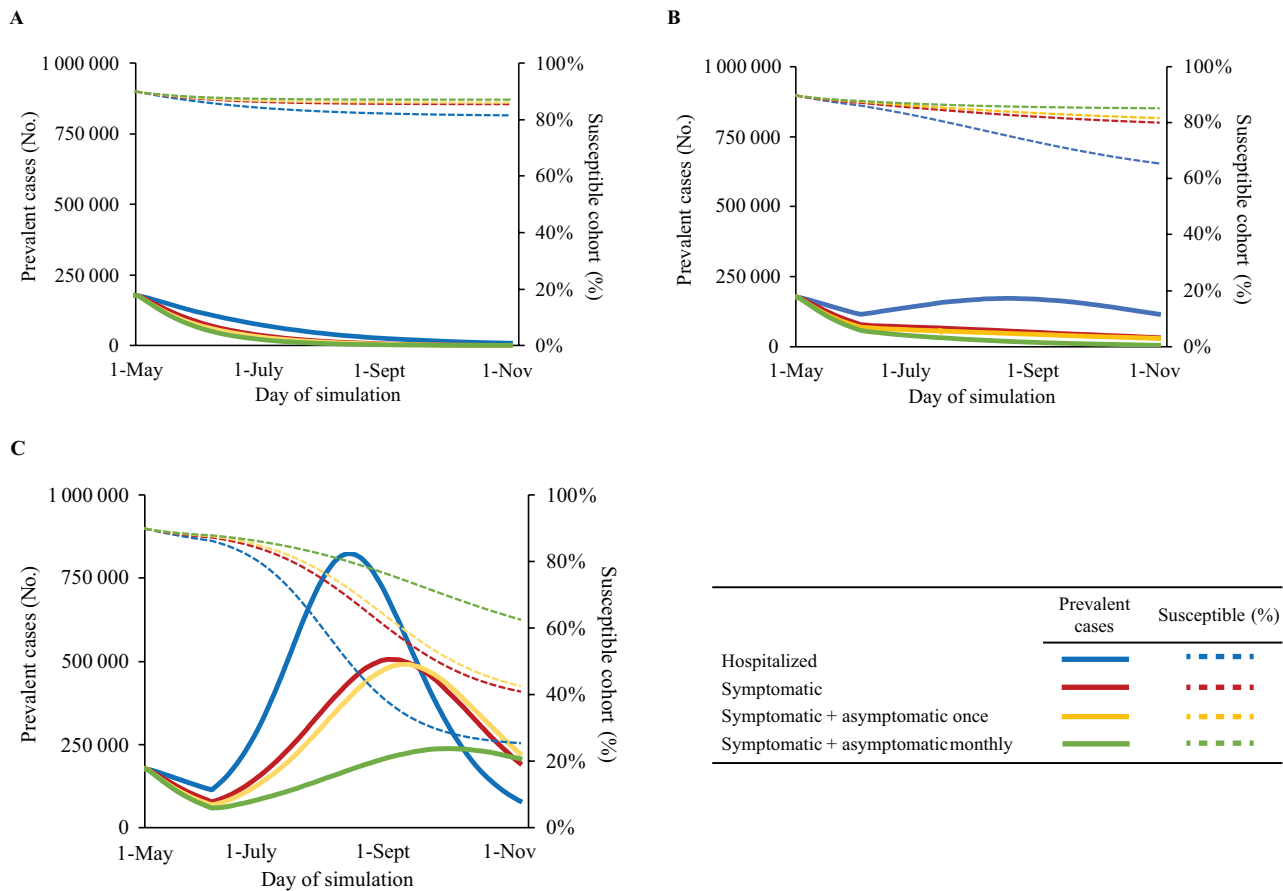 A
1 000 000
750 000
500 000
250 000
0
Prevalent cases (No.)
100%
80%
60%
40%
20%
0%
Susceptible cohort (%)
1-May
1-July
1-Sept
1-Nov
Day of simulation
B
1 000 000
750 000
500 000
250 000
0
Prevalent cases (No.)
100%
80%
60%
40%
20%
0%
Susceptible cohort (%)
1-May
1-July
1-Sept
1-Nov
Day of simulation
C
1 000 000
750 000
500 000
250 000
0
Prevalent cases (No.)
100%
80%
60%
40%
20%
0%
Susceptible cohort (%)
1-May
1-July
1-Sept
1-Nov
Day of simulation
Prevalent
cases
Susceptible (%)
Hospitalized
Symptomatic
Symptomatic + asymptomatic once
Symptomatic + asymptomatic monthly